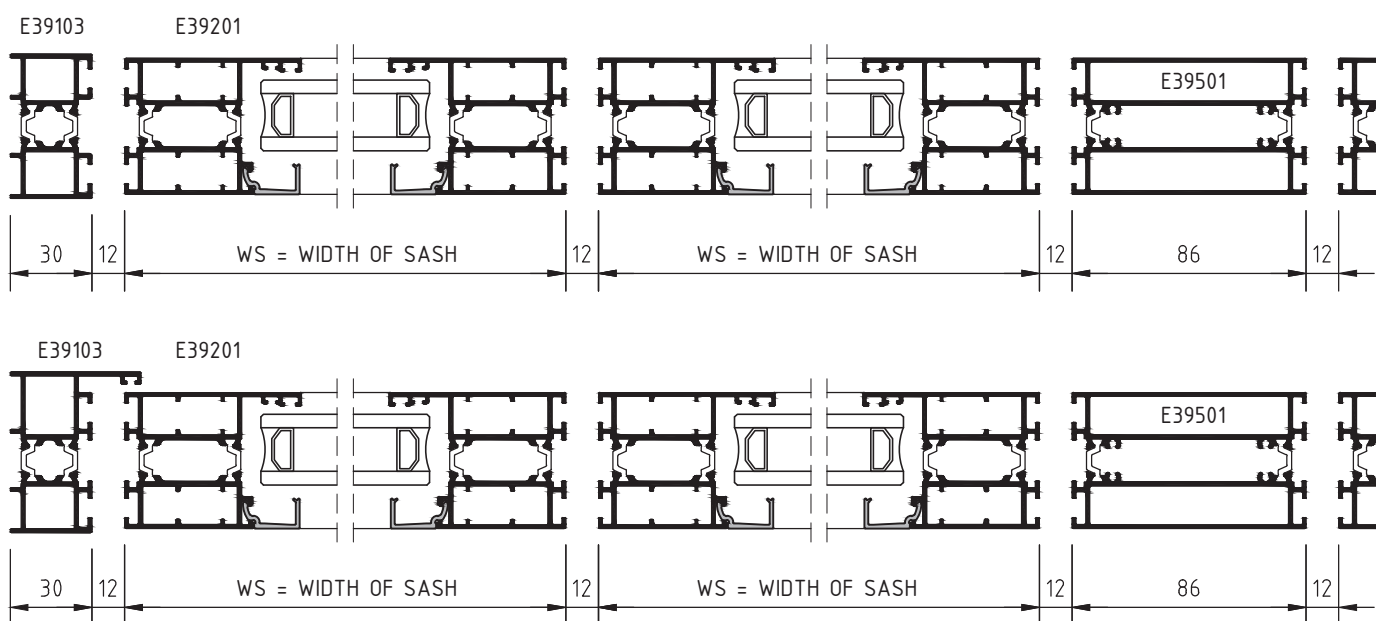 E39103 E39201
E39501
30 12 WS = WIDTH OF SASH 12 WS = WIDTH OF SASH 12 86 12
E39103 E39201
E39501
30 12 WS = WIDTH OF SASH 12 WS = WIDTH OF SASH 12 86 12